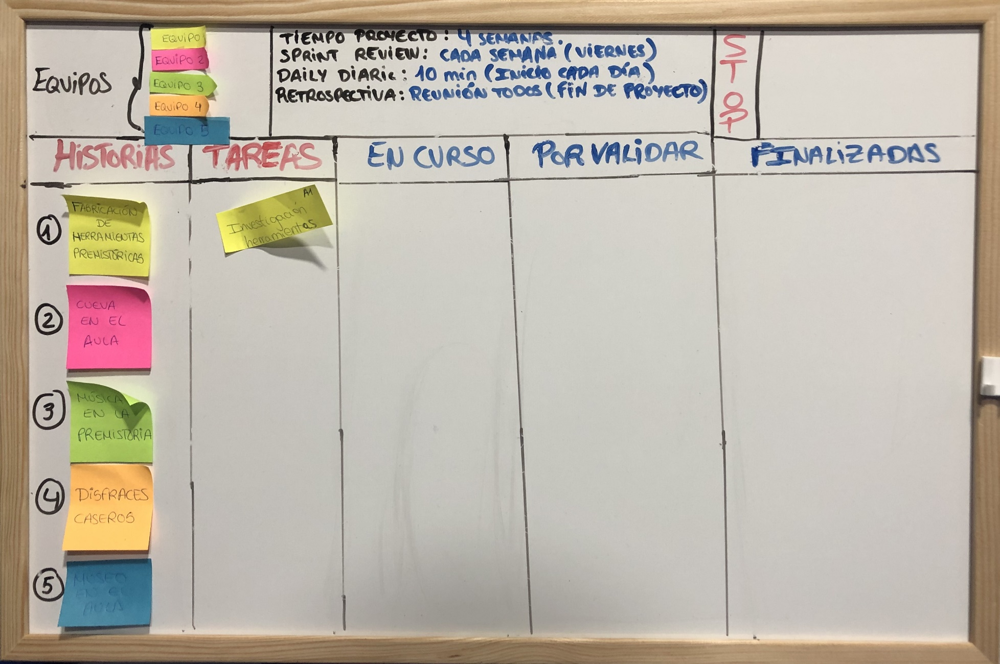 EQUIPOS
EQUIPO
EQUIPO 2
EQUIPO 3
EQUIPO 4
EQUIPO 5
TIEMPO PROYECTO: 4 SEMANAS.
SPRINT REVIEW: CADA SEMANA (VIERNES)
DAILY DIARIO: 10 min (INICIO CADA DÍA)
RETROSPECTIVA: REUNIÓN TODOS (FIN DE PROYECTO)
STOP
HISTORIAS
TAREAS
EN CURSO
POR VALIDAR
FINALIZADAS
1
FABRICACIÓN
DE
HERRAMIENTAS
PREHISTÓRICAS
A1
Investigación
herramientas
2
CUEVA
EN EL
AULA
3
MÚSICA
EN LA
PREHISTORIA
4
DISFRACES
CASEROS
5
MUSEO
EN EL
AULA